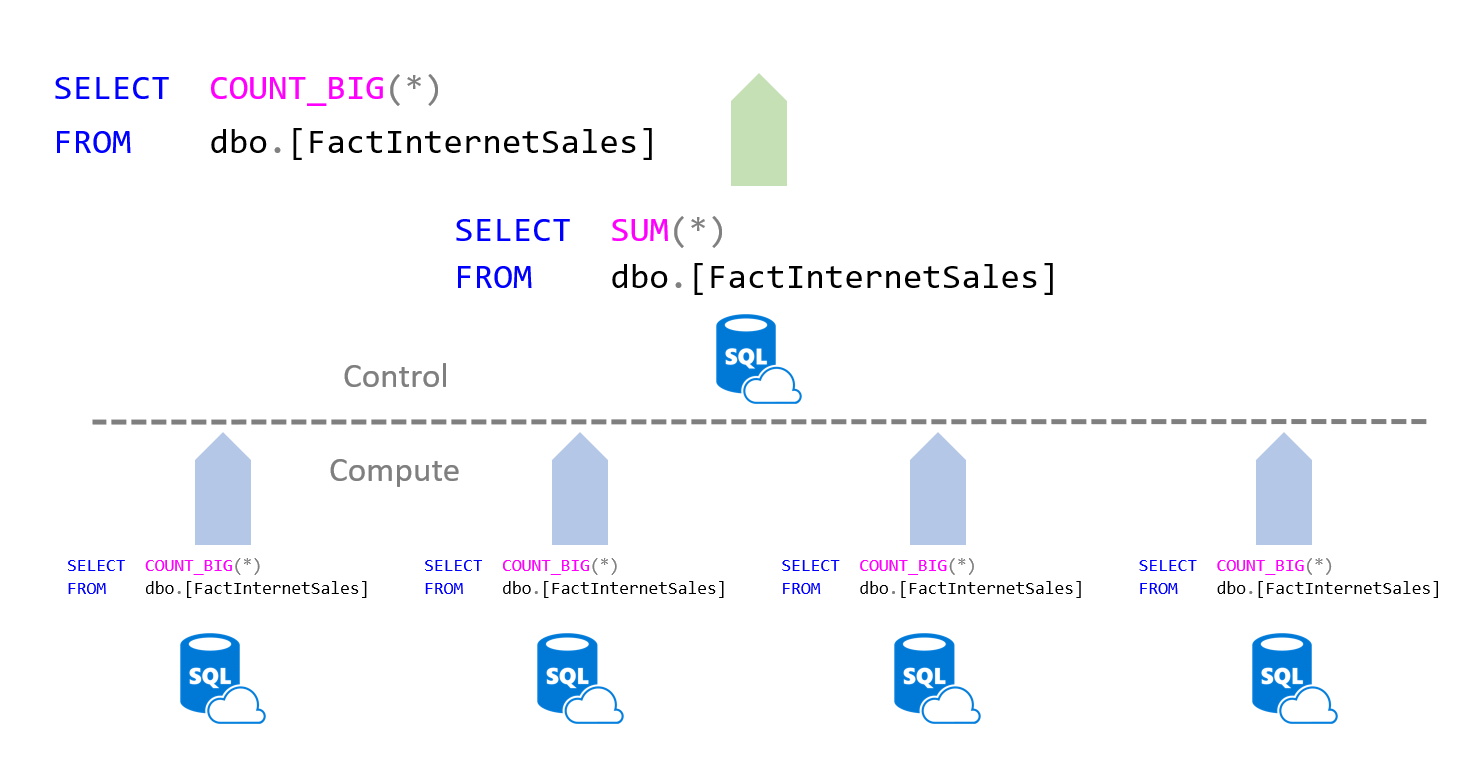 SELECT COUNT_BIG(*)
FROM dbo.[FactInternetSales]
SELECT SUM(*)
FROM dbo.[FactInternetSales]
SQL
Control
Compute
SELECT COUNT_BIG(*)
FROM dbo.[FactInternetSales]
SELECT COUNT_BIG(*)
FROM dbo.[FactInternetSales]
SELECT COUNT_BIG(*)
FROM dbo.[FactInternetSales]
SELECT COUNT_BIG(*)
FROM dbo.[FactInternetSales]
SQL
SQL
SQL
SQL